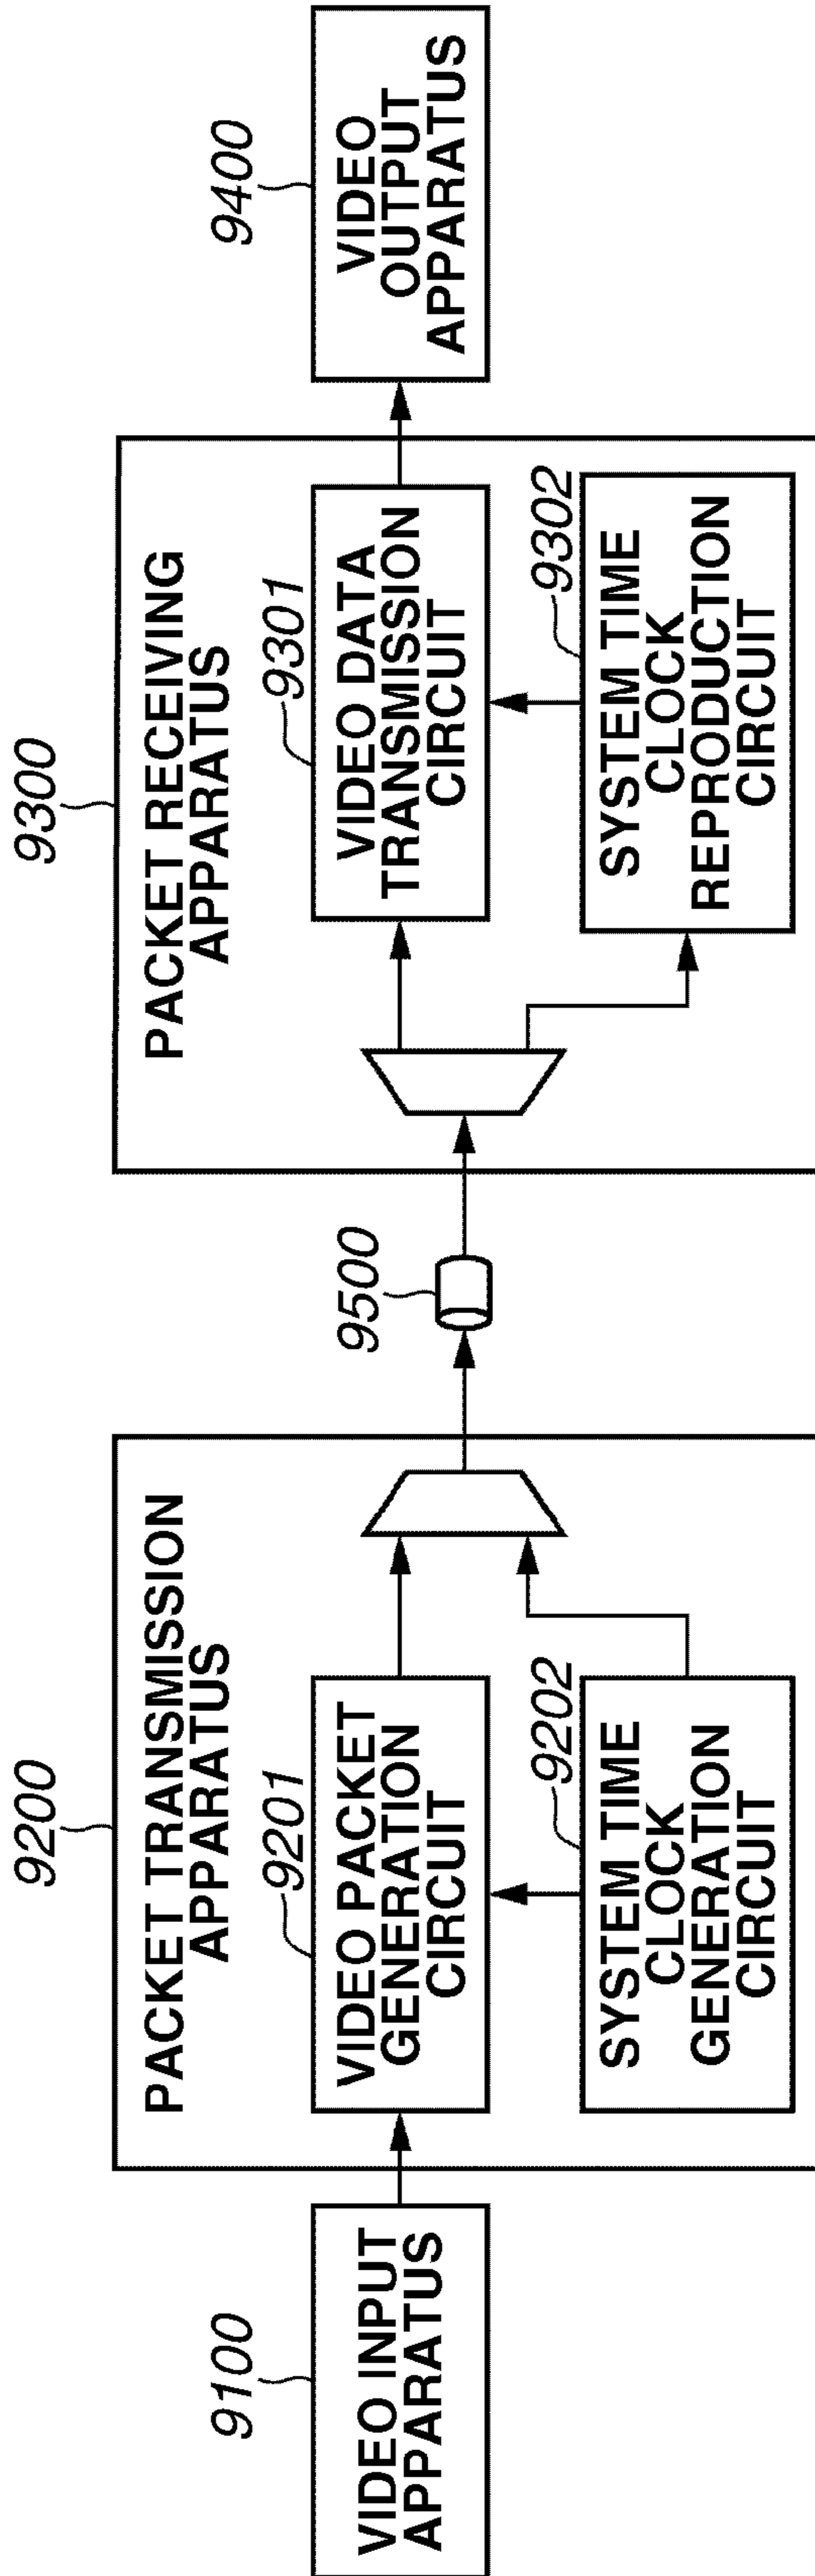 9100
VIDEO INPUT
APPARATUS
9200
PACKET TRANSMISSION
APPARATUS
9201
VIDEO PACKET
GENERATION
CIRCUIT
9202
SYSTEM TIME
CLOCK
GENERATION
CIRCUIT
9500
9300
PACKET RECEIVING
APPARATUS
9301
VIDEO DATA
TRANSMISSION
CIRCUIT
9302
SYSTEM TIME
CLOCK
REPRODUCTION
CIRCUIT
9400
VIDEO
OUTPUT
APPARATUS